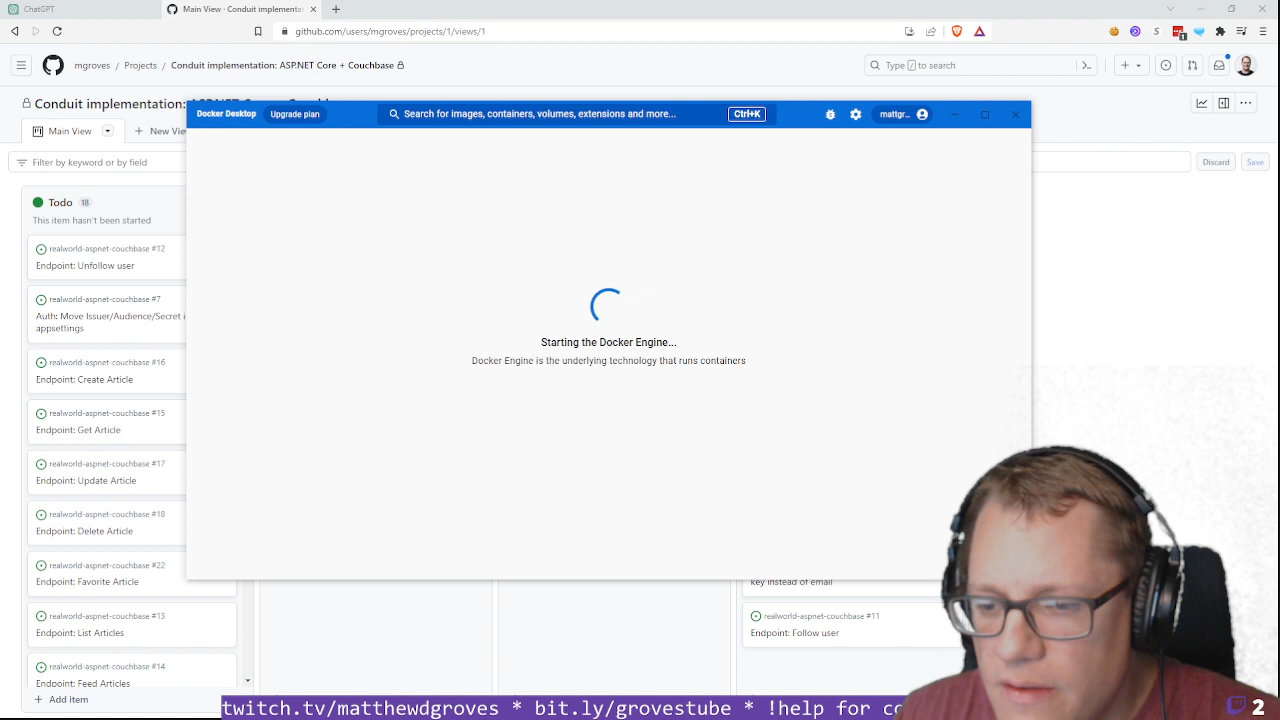 ChatGPT
Main View · Conduit implementa
github.com/users/mgroves/projects/1/views/1
1
mgroves / Projects / Conduit implementation: ASP.NET Core + Couchbase
Type / to search
Conduit implementation:
Docker Desktop
Upgrade plan
Search for images, containers, volumes, extensions and more...
Ctrl+K
mattgr...
Main View
New Vie
Filter by keyword or by field
Discard
Save
Todo 18
This item hasn't been started
realworld-aspnet-couchbase #12
Endpoint: Unfollow user
realworld-aspnet-couchbase #7
Auth: Move Issuer/Audience/Secret i
appsettings
realworld-aspnet-couchbase #16
Endpoint: Create Article
realworld-aspnet-couchbase #15
Endpoint: Get Article
realworld-aspnet-couchbase #17
Endpoint: Update Article
realworld-aspnet-couchbase #18
Endpoint: Delete Article
realworld-aspnet-couchbase #22
Endpoint: Favorite Article
realworld-aspnet-couchbase #13
Endpoint: List Articles
realworld-aspnet-couchbase #14
Endpoint: Feed Articles
Add item
Starting the Docker Engine...
Docker Engine is the underlying technology that runs containers
key instead of email
realworld-aspnet-couchbase #11
Endpoint: Follow user
twitch.tv/matthewdgroves * bit.ly/grovestube * !help for co
2